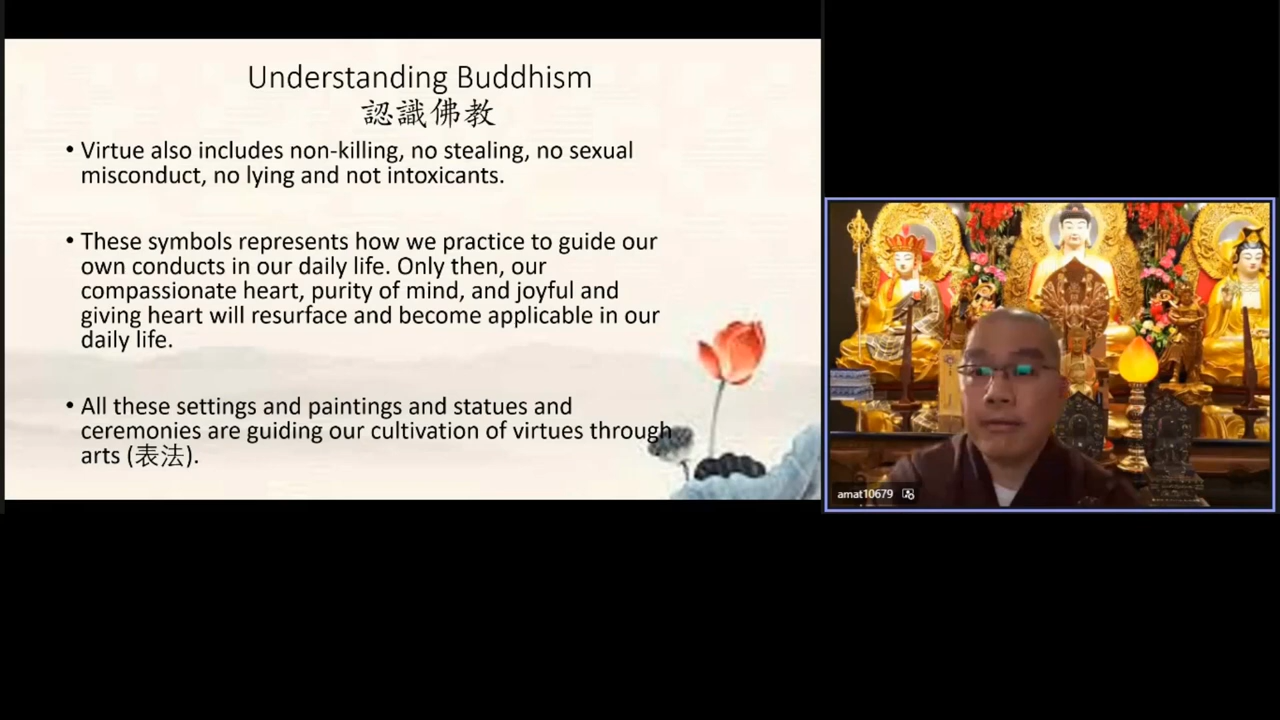 Understanding Buddhism
認識佛教
• Virtue also includes non-killing, no stealing, no sexual
misconduct, no lying and not intoxicants.
• These symbols represents how we practice to guide our
own conducts in our daily life. Only then, our
compassionate heart, purity of mind, and joyful and
giving heart will resurface and become applicable in our
daily life.
• All these settings and paintings and statues and
ceremonies are guiding our cultivation of virtues through
arts (表法).
amat10679